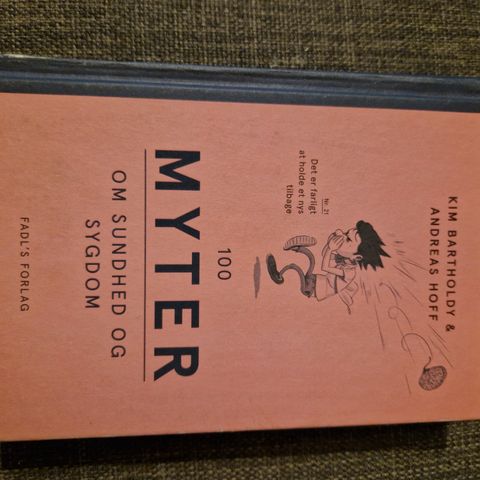 KIM BARTHOLDY &
ANDREAS HOFF
Nr. 21
Det er farligt
at holde et nys
tilbage
100
MYTER
OM SUNDHED OG
SYGDOM
FADL'S FORLAG